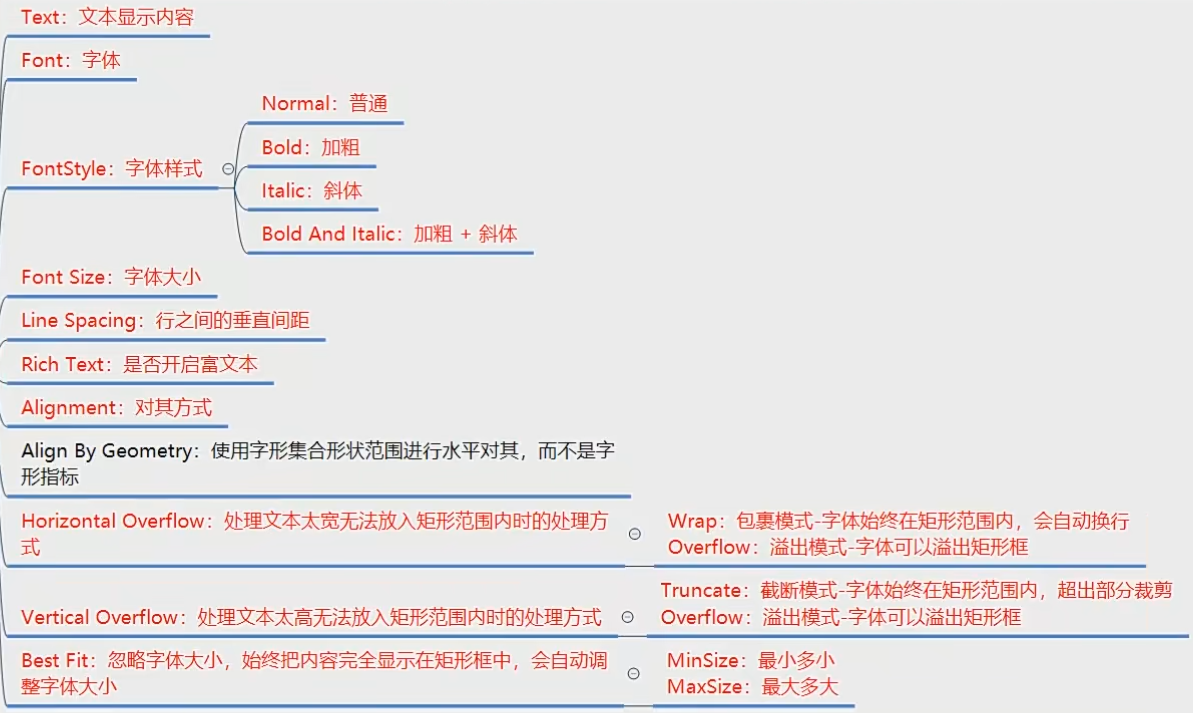 Text：文本显示内容
Font：字体
FontStyle：字体样式
Normal：普通
Bold：加粗
Italic：斜体
Bold And Italic：加粗 + 斜体
Font Size：字体大小
Line Spacing：行之间的垂直间距
Rich Text：是否开启富文本
Alignment：对其方式
Align By Geometry：使用字形集合形状范围进行水平对其，而不是字
形指标
Horizontal Overflow：处理文本太宽无法放入矩形范围内时的处理方
式
Wrap：包裹模式-字体始终在矩形范围内，会自动换行
Overflow：溢出模式-字体可以溢出矩形框
Vertical Overflow：处理文本太高无法放入矩形范围内时的处理方式
Truncate：截断模式-字体始终在矩形范围内，超出部分裁剪
Overflow：溢出模式-字体可以溢出矩形框
Best Fit：忽略字体大小，始终把内容完全显示在矩形框中，会自动调
整字体大小
MinSize：最小多小
MaxSize：最大多大